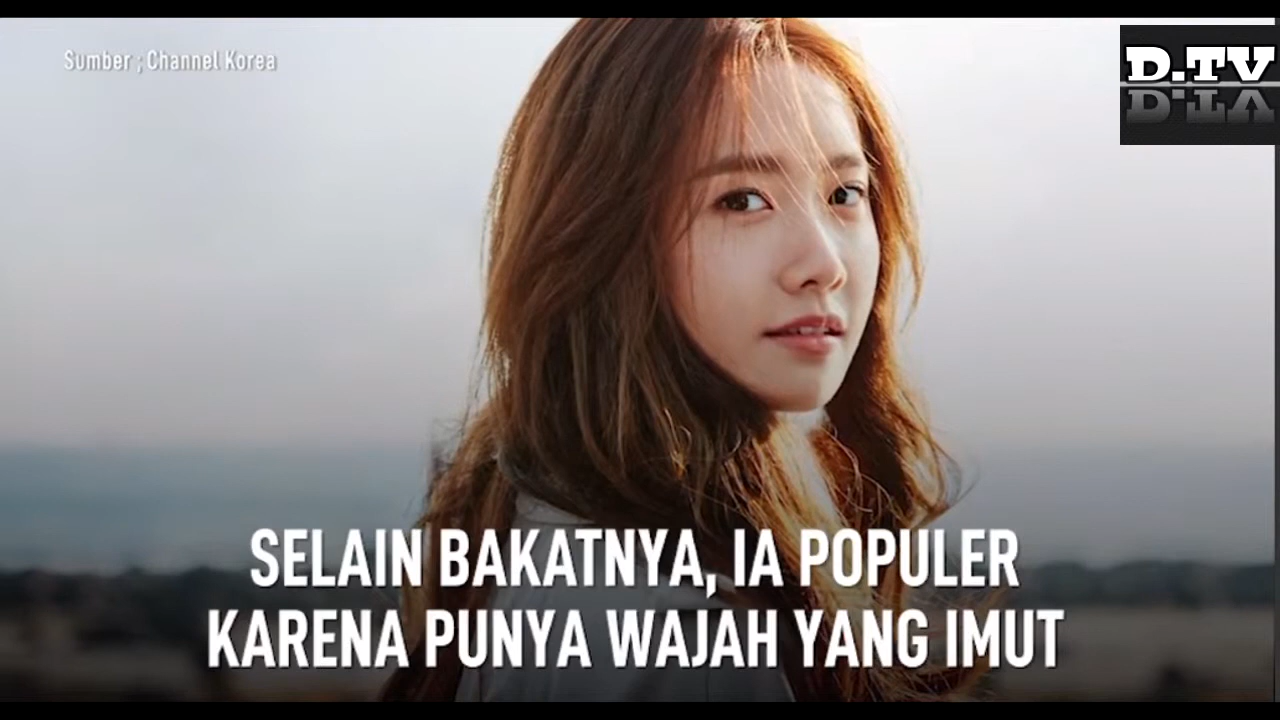 Sumber ; Channel Korea
D.TV
SELAIN BAKATNYA, IA POPULER
KARENA PUNYA WAJAH YANG IMUT